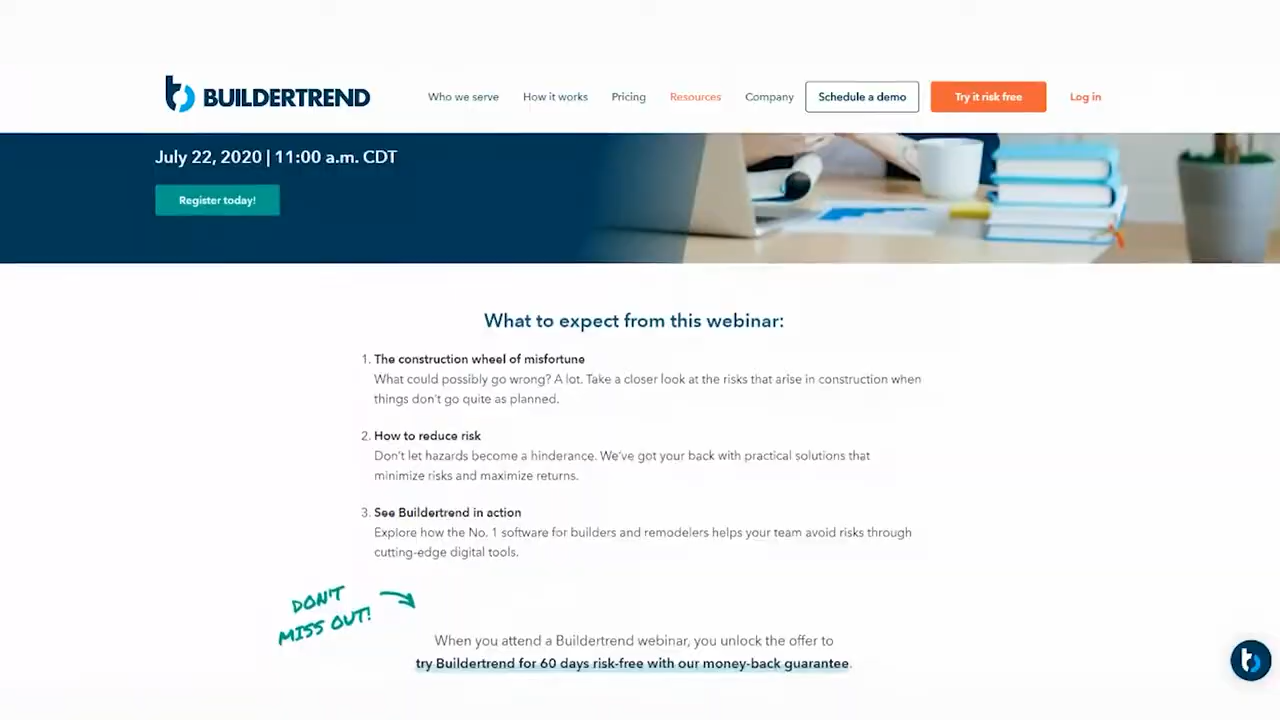 BUILDERTREND
Who we serve
How it works
Pricing
Resources
Company
Schedule a demo
Try it risk free
Log in
July 22, 2020 | 11:00 a.m. CDT
Register today!
What to expect from this webinar:
1. The construction wheel of misfortune
What could possibly go wrong? A lot. Take a closer look at the risks that arise in construction when
things don't go quite as planned.
2. How to reduce risk
Don't let hazards become a hinderance. We've got your back with practical solutions that
minimize risks and maximize returns.
3. See Buildertrend in action
Explore how the No. 1 software for builders and remodelers helps your team avoid risks through
cutting-edge digital tools.
DON'T
MISS OUT!
When you attend a Buildertrend webinar, you unlock the offer to
try Buildertrend for 60 days risk-free with our money-back guarantee.